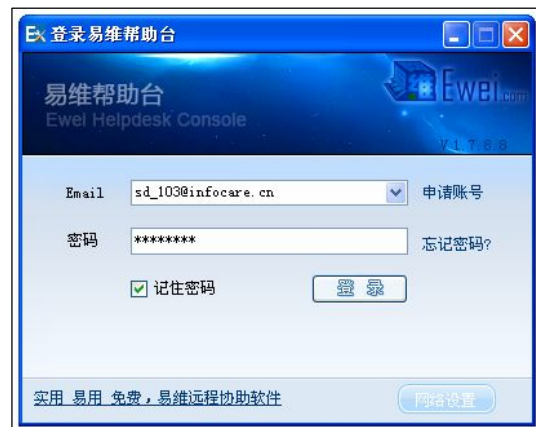 登录易维帮助台
易维帮助台
Ewei Helpdesk Console
维 Ewei.com
V 1.7.8.8
Email sd_103@infocare.cn 申请账号
密码 ******** 忘记密码?
记住密码 登 录
实用 易用 免费，易维远程协助软件 网络设置